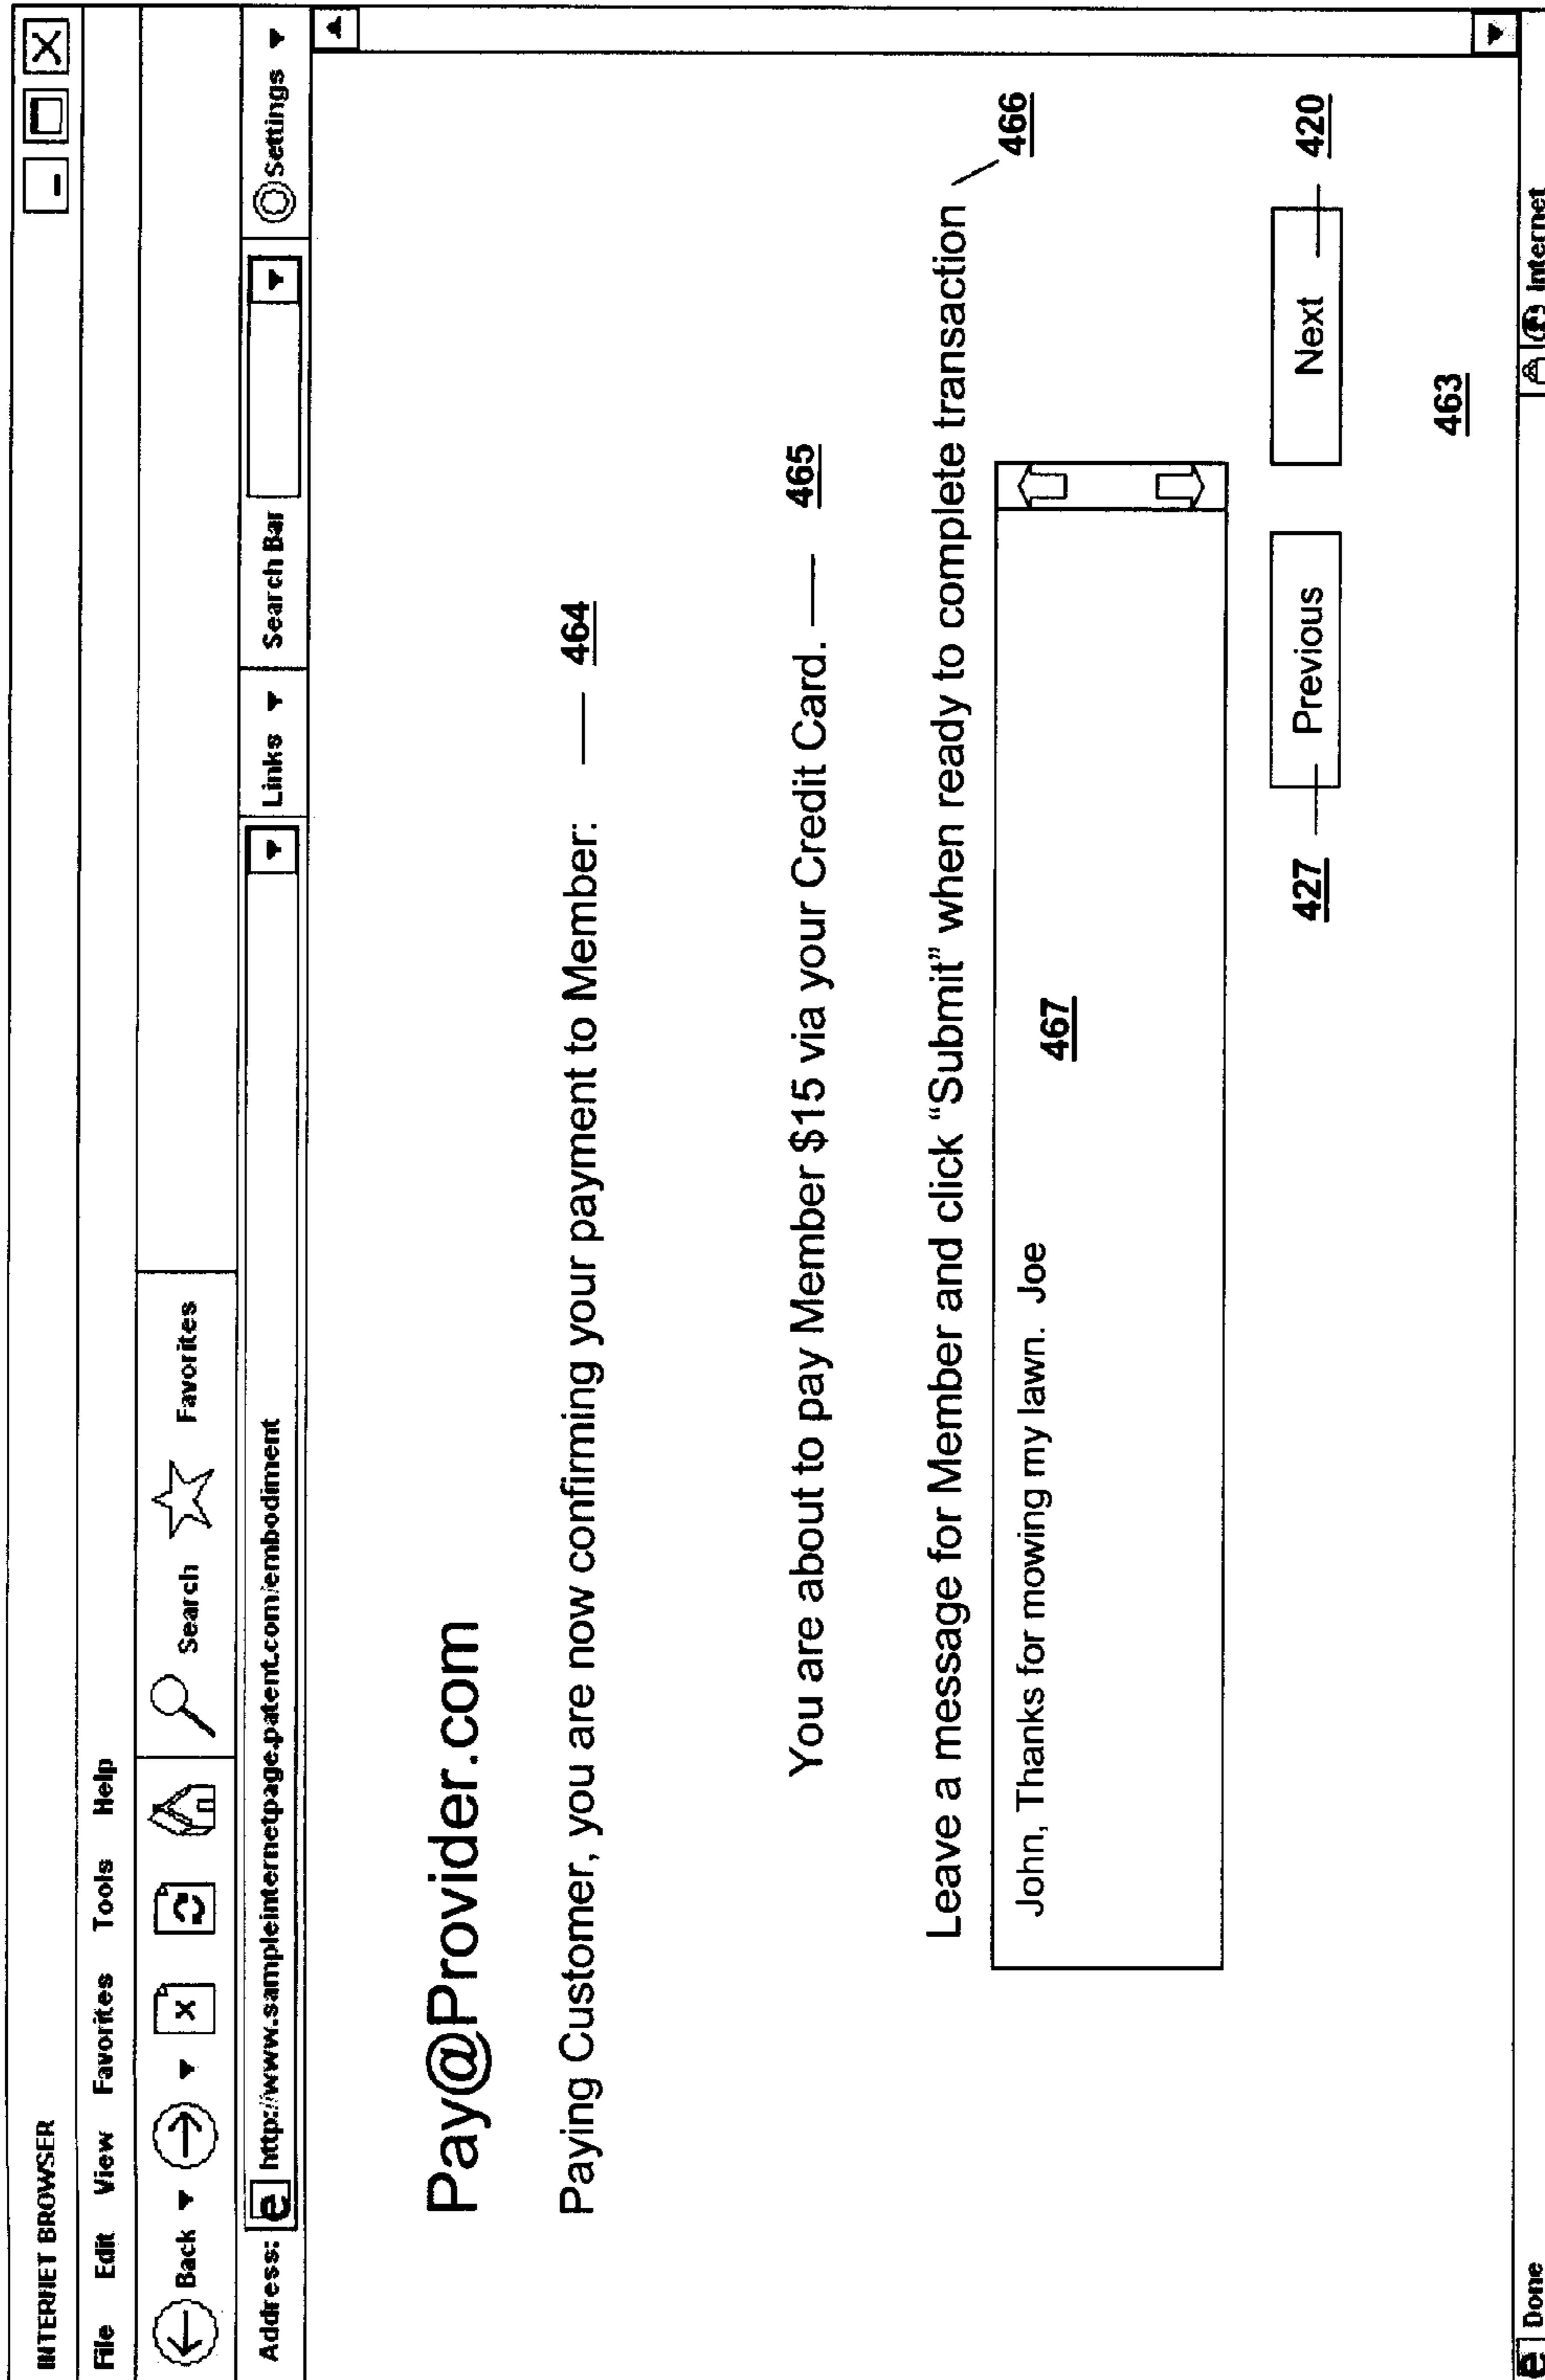 INTERNET BROWSER
File Edit View Favorites Tools Help
Back Search Favorites
Address: http://www.sampleinternetpage.patent.com/embodiment Links Search Bar Settings
Pay@Provider.com
Paying Customer, you are now confirming your payment to Member: 464
You are about to pay Member $15 via your Credit Card. 465
Leave a message for Member and click “Submit” when ready to complete transaction 466
John, Thanks for mowing my lawn. Joe
467
427 Previous Next 420
463
Done Internet